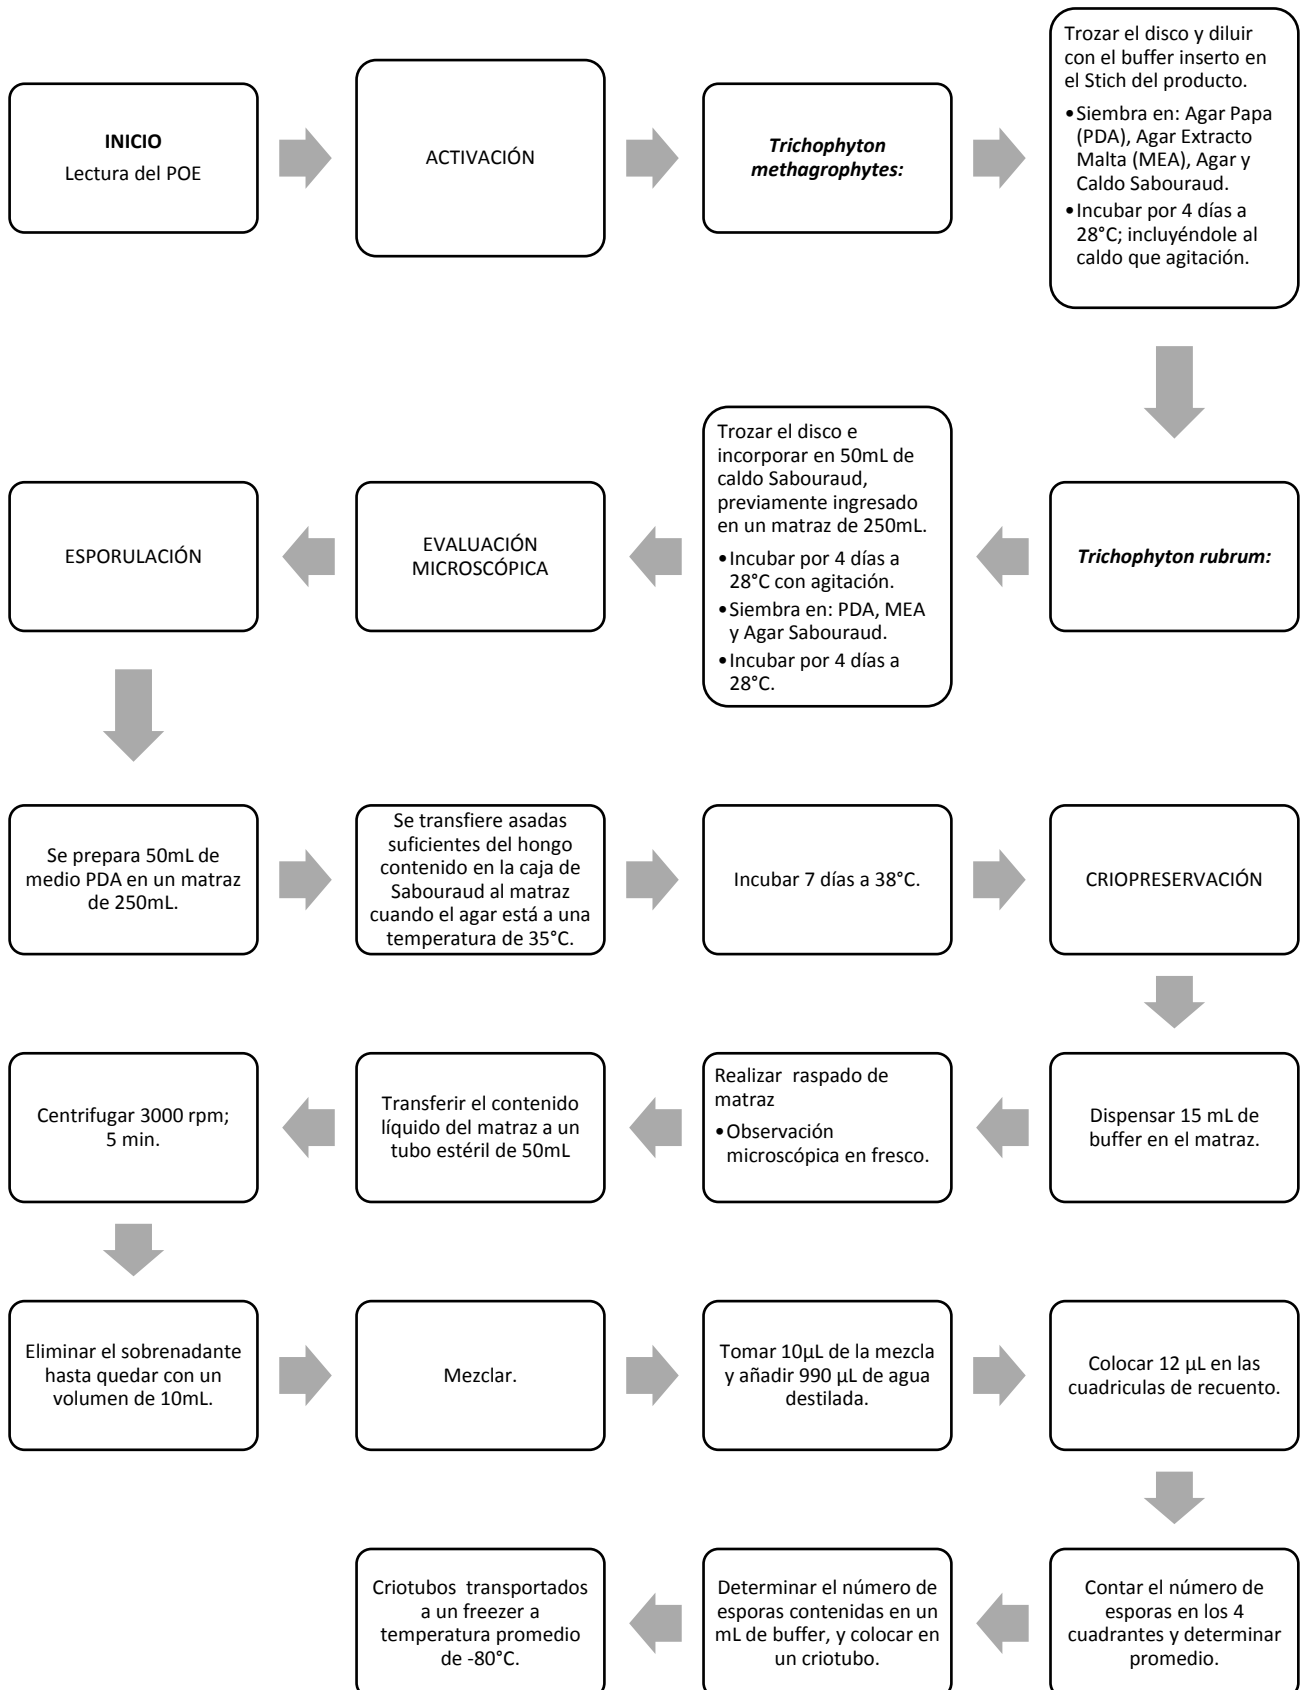 INICIO
Lectura del POE
ACTIVACIÓN
Trichophyton
methagrophytes:
Trozar el disco y diluir
con el buffer inserto en
el Stich del producto.
•Siembra en: Agar Papa
(PDA), Agar Extracto
Malta (MEA), Agar y
Caldo Sabouraud.
•Incubar por 4 días a
28°C; incluyéndole al
caldo que agitación.
Trichophyton rubrum:
Trozar el disco e
incorporar en 50mL de
caldo Sabouraud,
previamente ingresado
en un matraz de 250mL.
•Incubar por 4 días a
28°C con agitación.
•Siembra en: PDA, MEA
y Agar Sabouraud.
•Incubar por 4 días a
28°C.
EVALUACIÓN
MICROSCÓPICA
ESPORULACIÓN
Se prepara 50mL de
medio PDA en un matraz
de 250mL.
Se transfiere asadas
suficientes del hongo
contenido en la caja de
Sabouraud al matraz
cuando el agar está a una
temperatura de 35°C.
Incubar 7 días a 38°C.
CRIOPRESERVACIÓN
Dispensar 15 mL de
buffer en el matraz.
Realizar raspado de
matraz
•Observación
microscópica en fresco.
Transferir el contenido
líquido del matraz a un
tubo estéril de 50mL
Centrifugar 3000 rpm;
5 min.
Eliminar el sobrenadante
hasta quedar con un
volumen de 10mL.
Mezclar.
Tomar 10µL de la mezcla
y añadir 990 µL de agua
destilada.
Colocar 12 µL en las
cuadriculas de recuento.
Contar el número de
esporas en los 4
cuadrantes y determinar
promedio.
Determinar el número de
esporas contenidas en un
mL de buffer, y colocar en
un criotubo.
Criotubos transportados
a un freezer a
temperatura promedio
de -80°C.